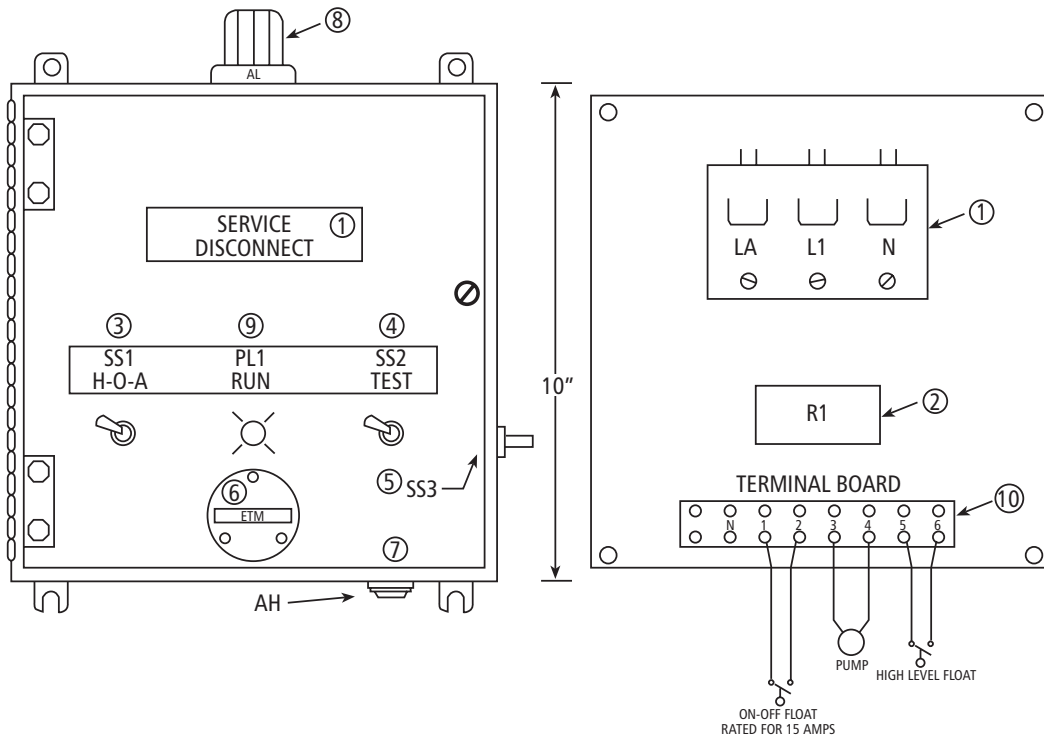 ⑧
AL
SERVICE ①
DISCONNECT
③ ⑨ ④
SS1 PL1 SS2
H-O-A RUN TEST
⑤ SS3
⑥
ETM
⑦
AH
10"
①
LA L1 N
②
R1
TERMINAL BOARD
⑩
N 1 2 3 4 5 6
PUMP
HIGH LEVEL FLOAT
ON-OFF FLOAT
RATED FOR 15 AMPS